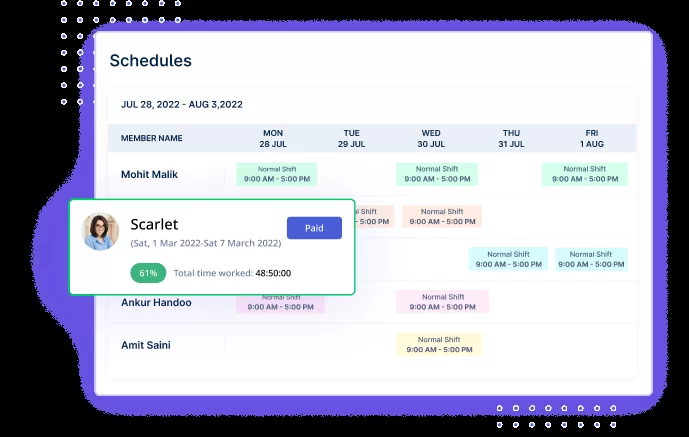 Schedules
JUL 28, 2022 - AUG 3,2022
MEMBER NAME
MON
28 JUL
TUE
29 JUL
WED
30 JUL
THU
31 JUL
FRI
1 AUG
Mohit Malik
Normal Shift
9:00 AM - 5:00 PM
Normal Shift
9:00 AM - 5:00 PM
Normal Shift
9:00 AM - 5:00 PM
Scarlet
(Sat, 1 Mar 2022-Sat 7 March 2022)
Paid
61%
Total time worked: 48:50:00
Shift
- 5:00 PM
Normal Shift
9:00 AM - 5:00 PM
Normal Shift
9:00 AM - 5:00 PM
Normal Shift
9:00 AM - 5:00 PM
Ankur Handoo
Normal Shift
9:00 AM - 5:00 PM
Normal Shift
9:00 AM - 5:00 PM
Amit Saini
Normal Shift
9:00 AM - 5:00 PM